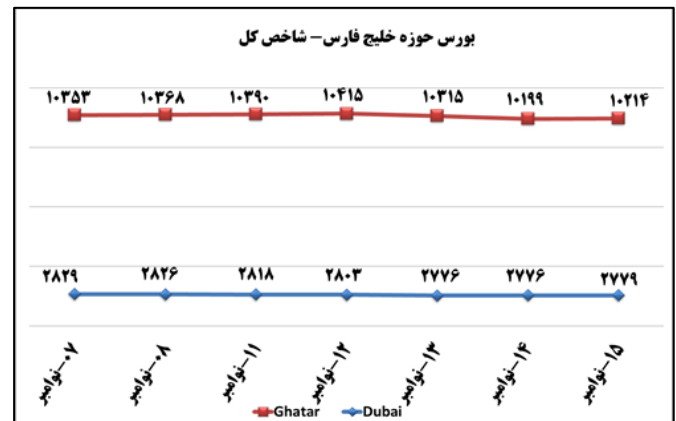 بورس حوزه خلیج فارس– شاخص کل
۱۰۳۵۳ ۱۰۳۶۸ ۱۰۳۹۰ ۱۰۴۱۵ ۱۰۳۱۵ ۱۰۱۹۹ ۱۰۲۱۴
۲۸۲۹ ۲۸۲۶ ۲۸۱۸ ۲۸۰۳ ۲۷۷۶ ۲۷۷۶ ۲۷۷۹
۰۷–نوامبر ۰۸–نوامبر ۱۱–نوامبر ۱۲–نوامبر ۱۳–نوامبر ۱۴–نوامبر ۱۵–نوامبر
Ghatar Dubai